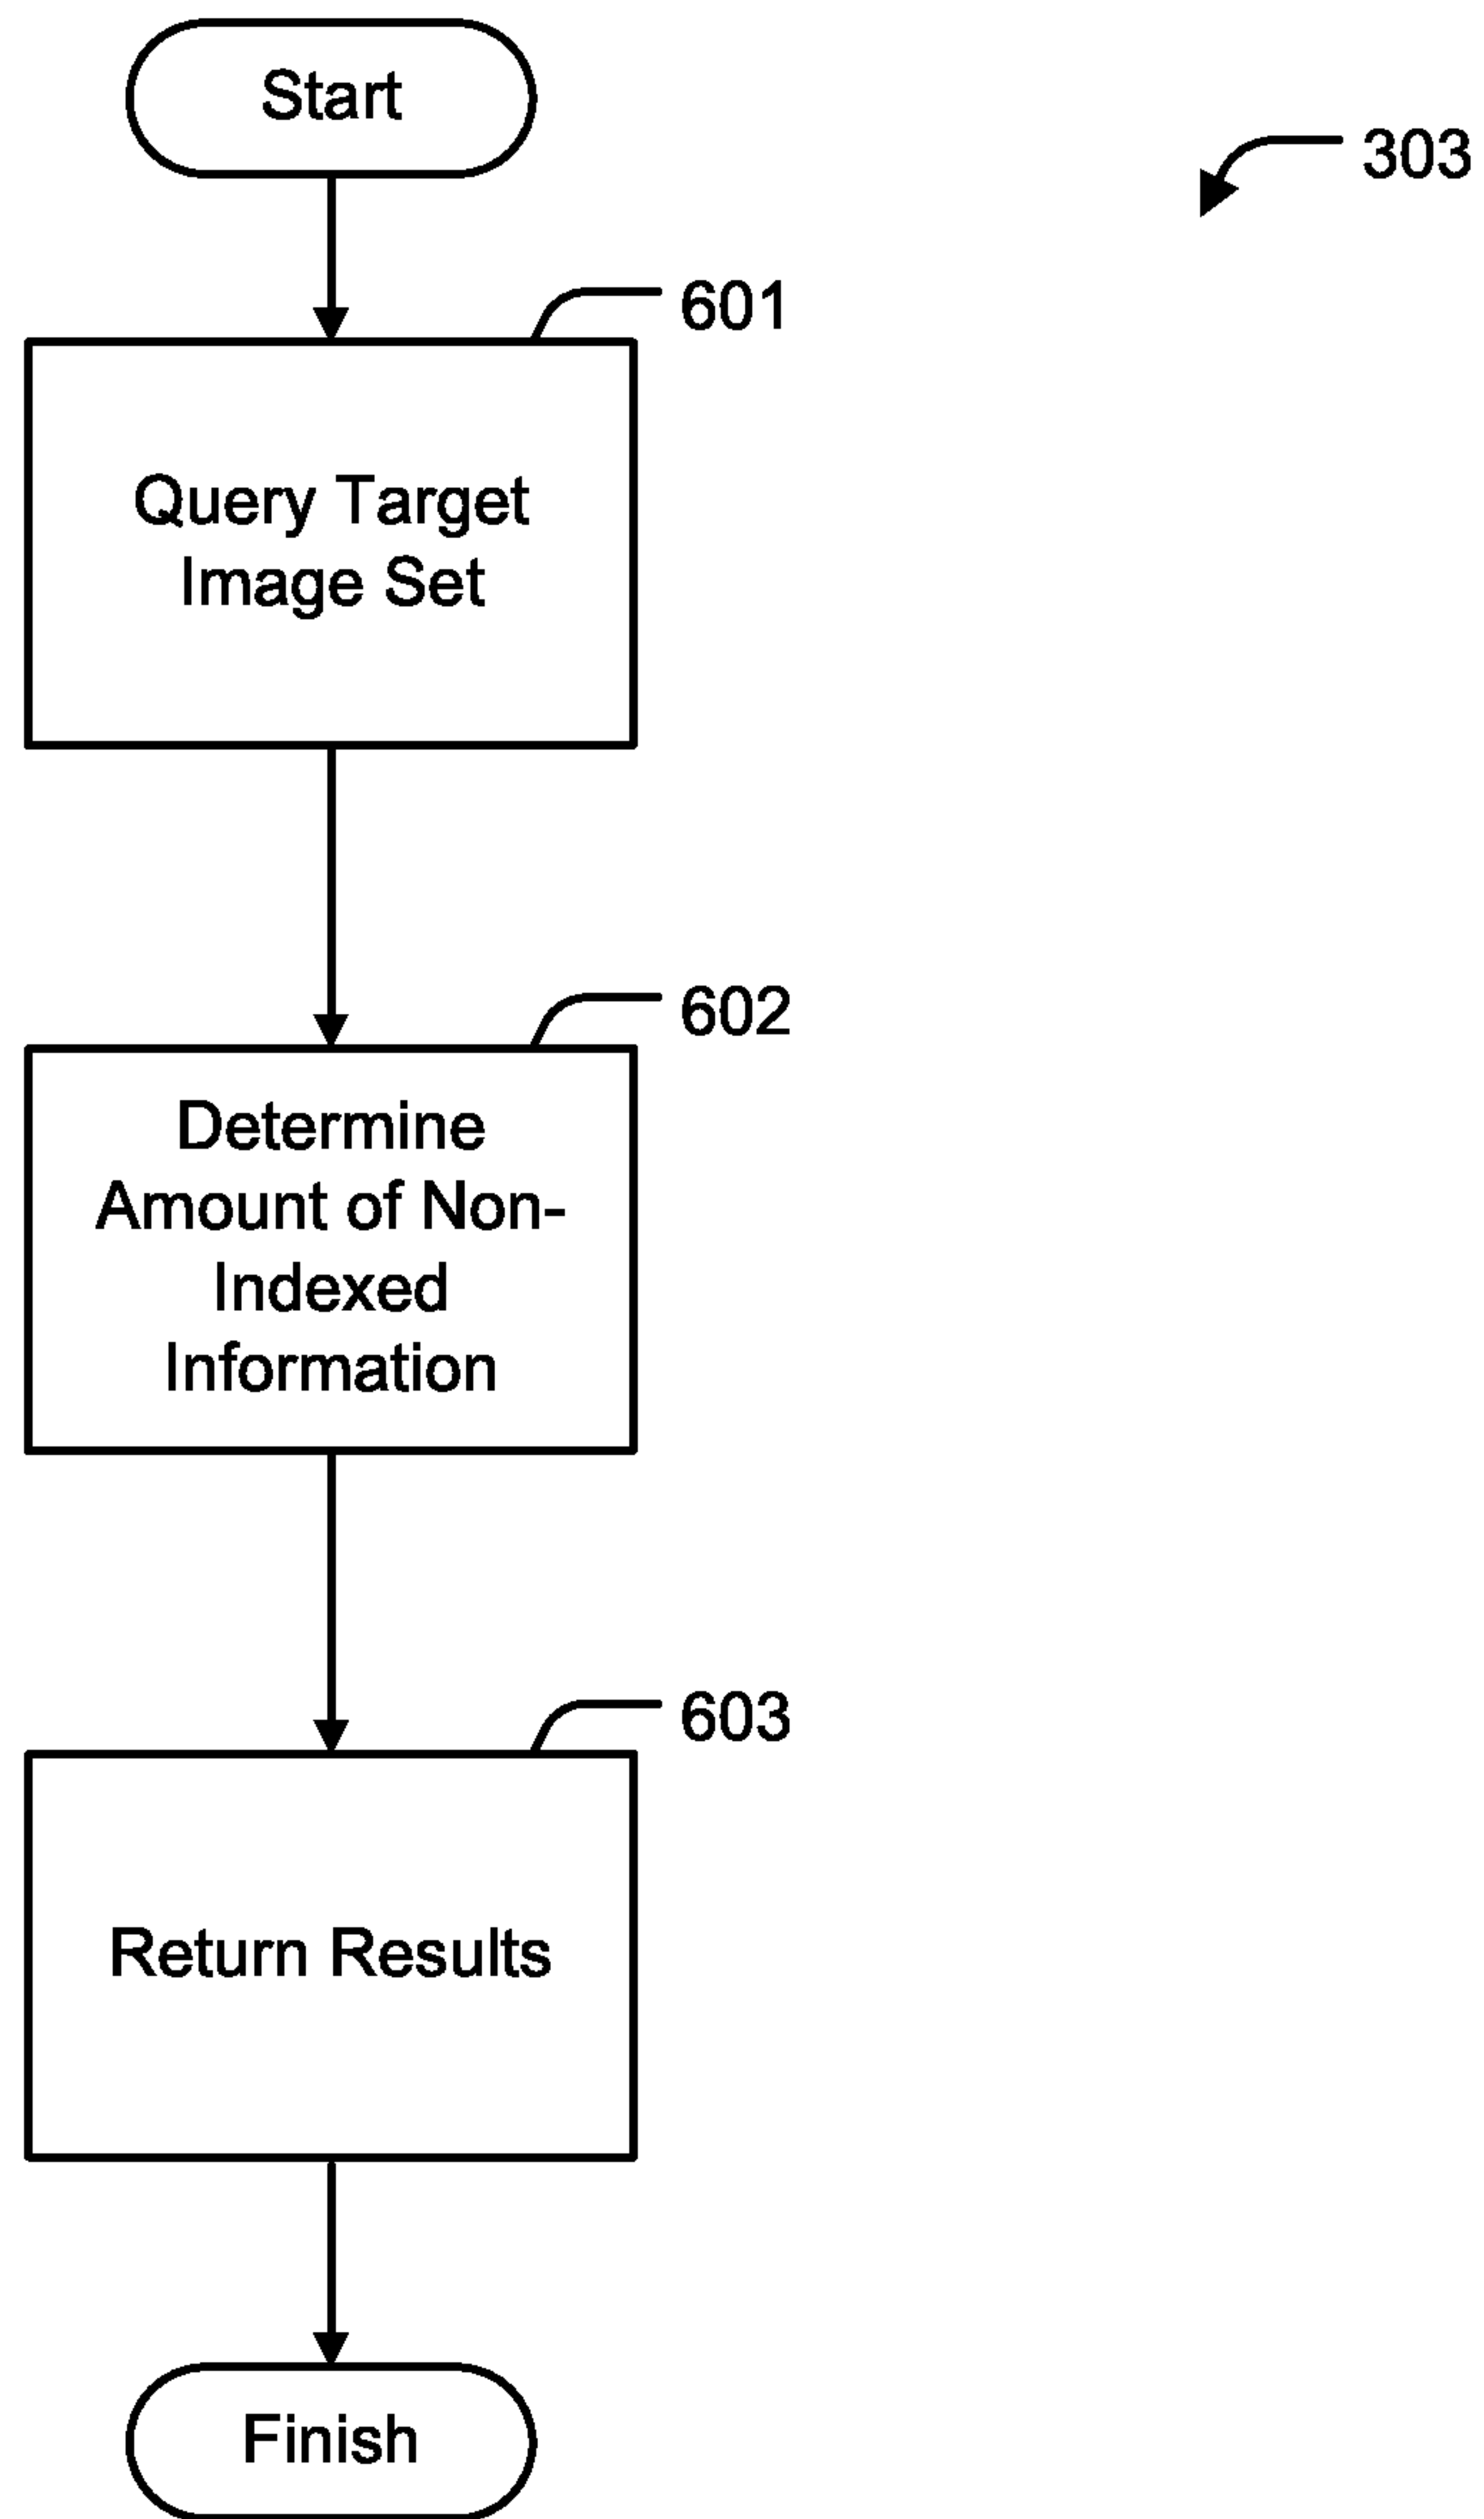 Start
303
601
Query Target
Image Set
602
Determine
Amount of Non-
Indexed
Information
603
Return Results
Finish